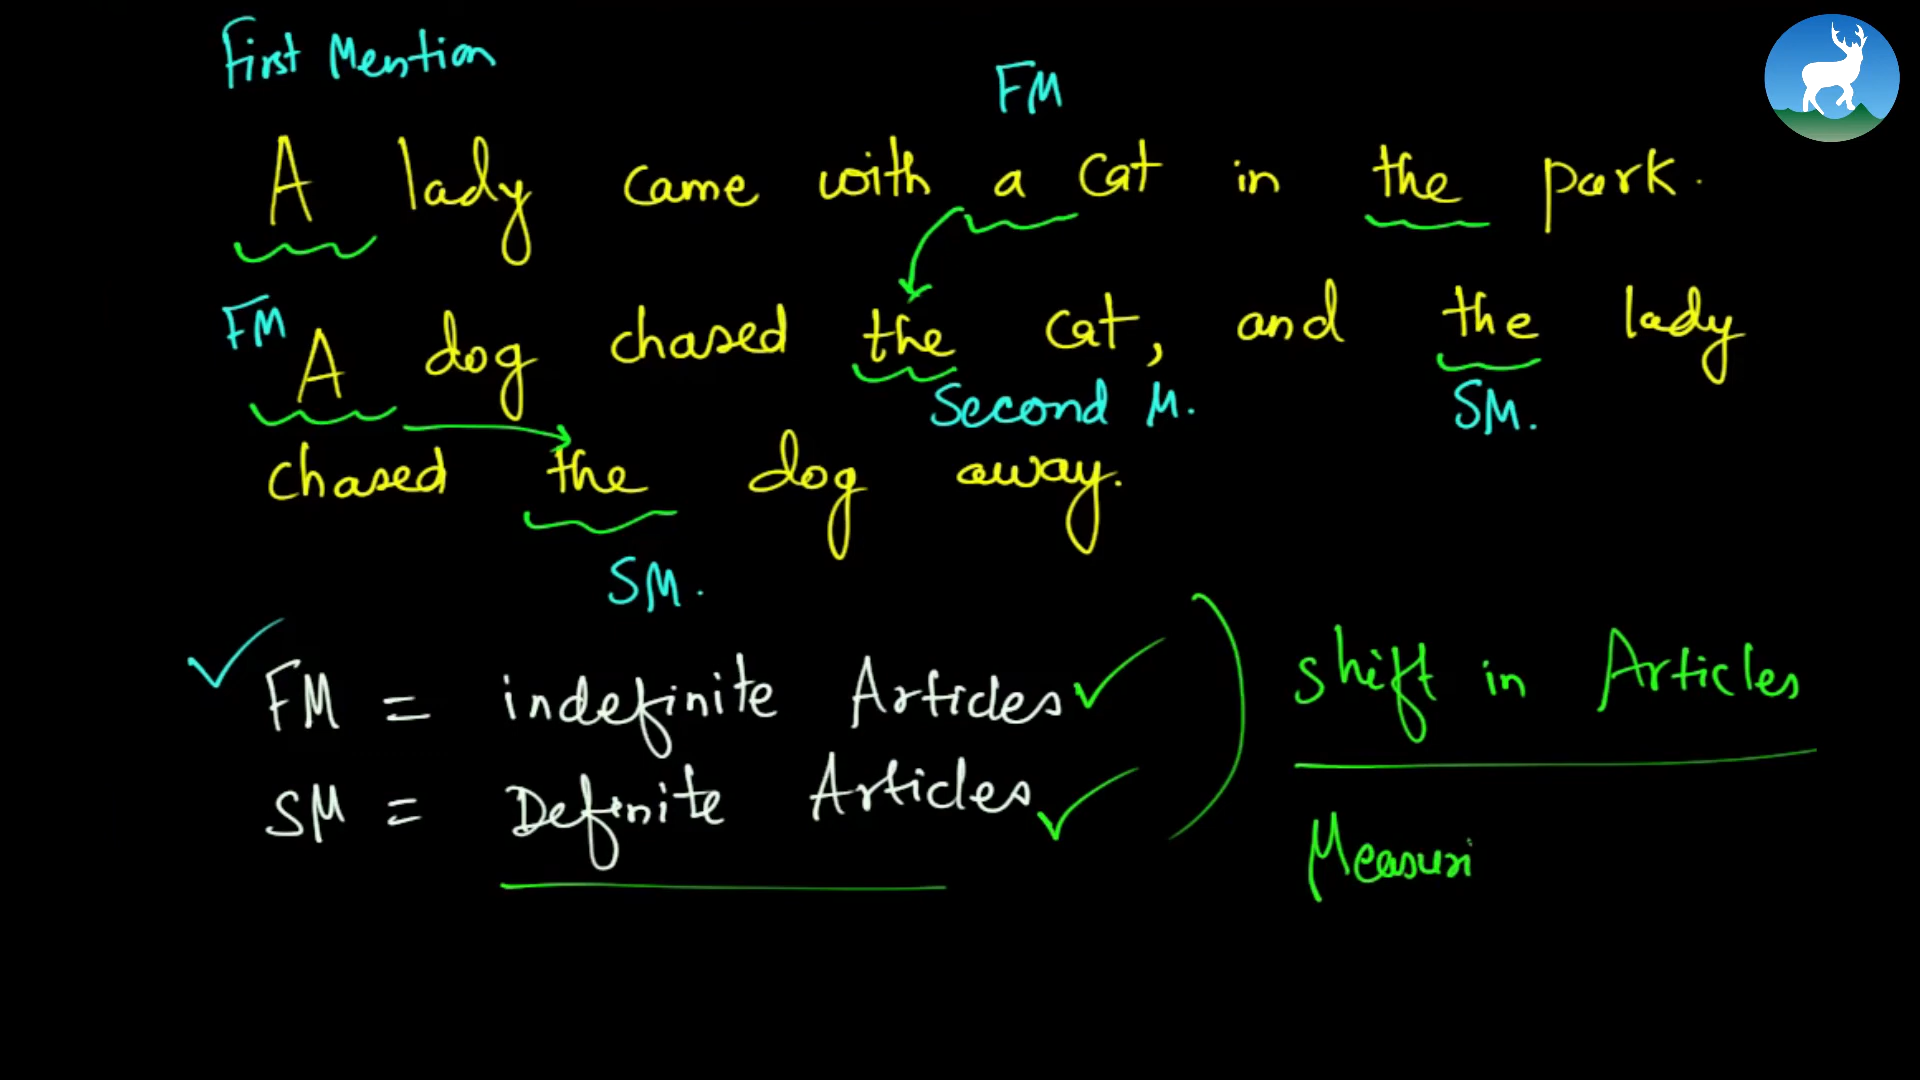 First Mention
FM
A lady came with a cat in the park.
FM
A dog chased the cat, and the lady
Second M.
SM.
chased the dog away.
SM.
FM = indefinite Articles
SM = Definite Articles
shift in Articles
Measuri